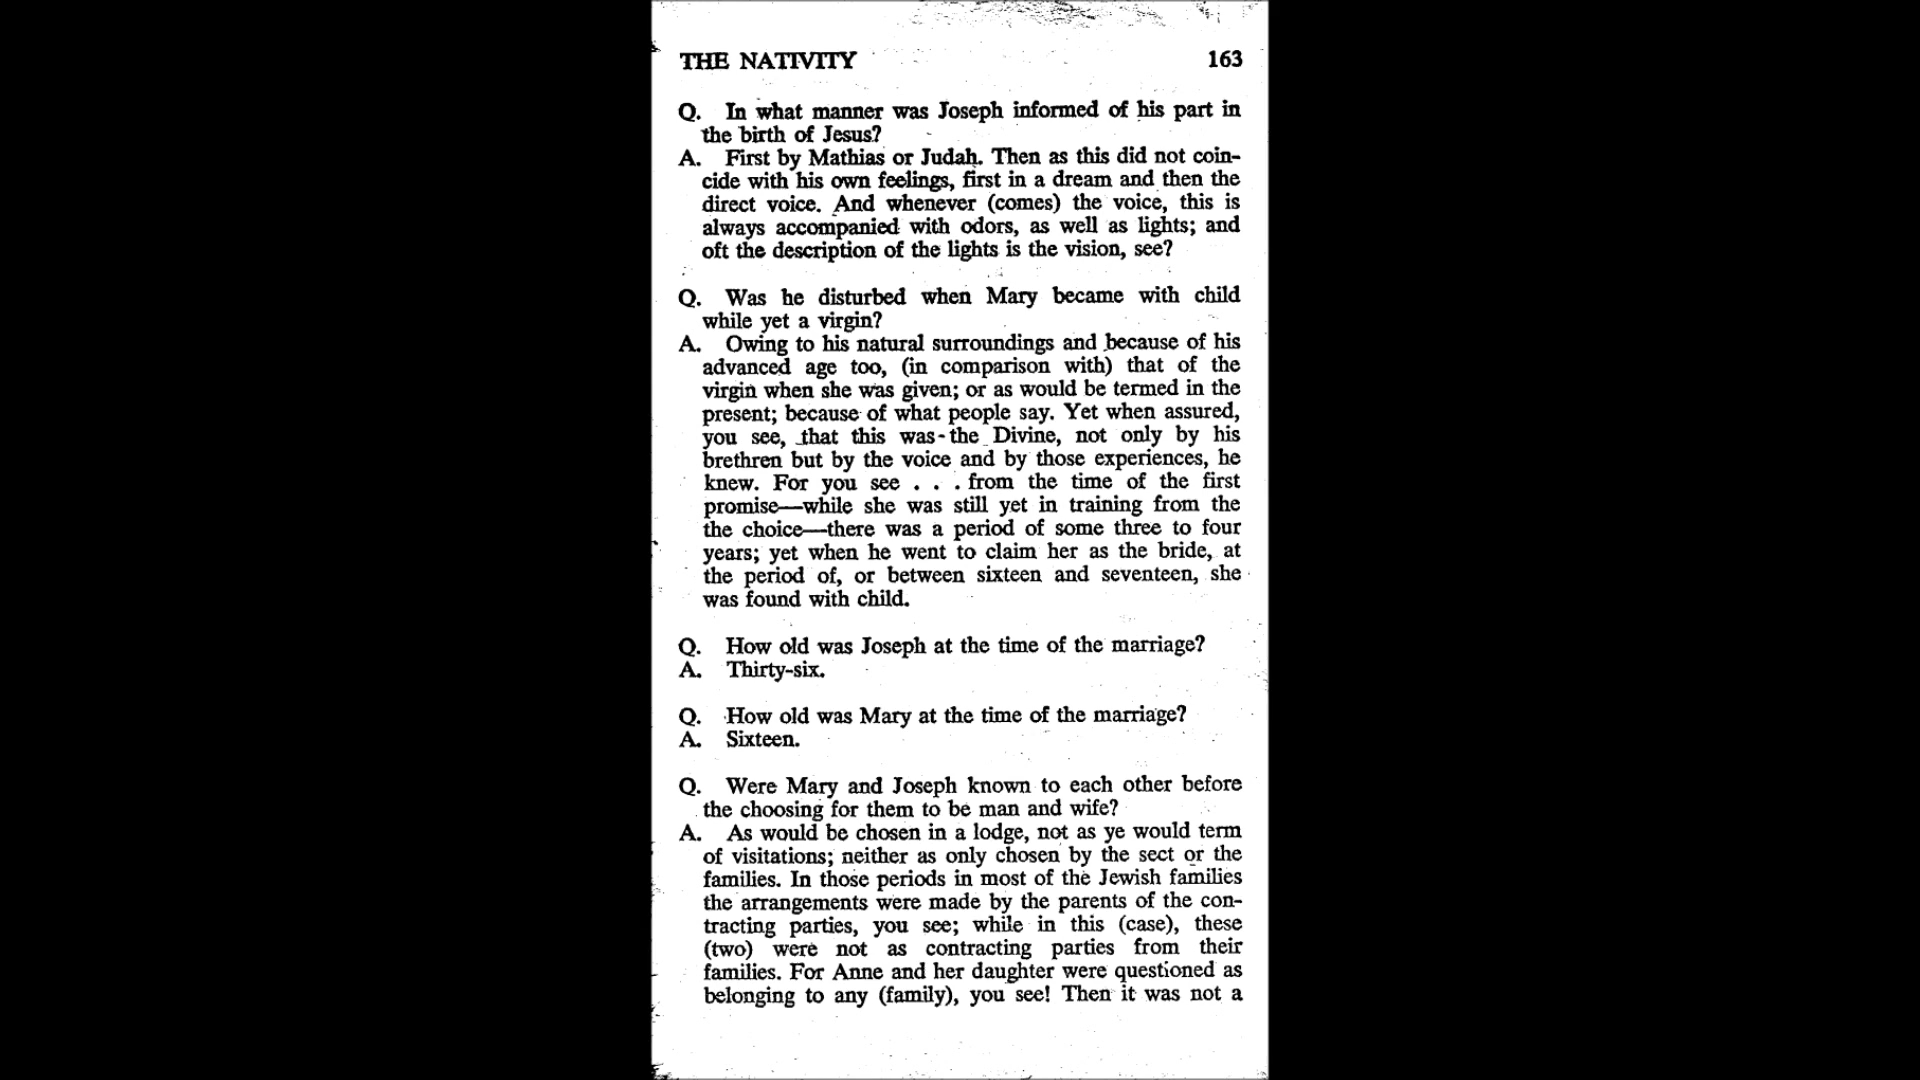 THE NATIVITY 163
Q. In what manner was Joseph informed of his part in
the birth of Jesus?
A. First by Mathias or Judah. Then as this did not coin-
cide with his own feelings, first in a dream and then the
direct voice. And whenever (comes) the voice, this is
always accompanied with odors, as well as lights; and
oft the description of the lights is the vision, see?
Q. Was he disturbed when Mary became with child
while yet a virgin?
A. Owing to his natural surroundings and because of his
advanced age too, (in comparison with) that of the
virgin when she was given; or as would be termed in the
present; because of what people say. Yet when assured,
you see, that this was the Divine, not only by his
brethren but by the voice and by those experiences, he
knew. For you see . . . from the time of the first
promise—while she was still yet in training from the
the choice—there was a period of some three to four
years; yet when he went to claim her as the bride, at
the period of, or between sixteen and seventeen, she
was found with child.
Q. How old was Joseph at the time of the marriage?
A. Thirty-six.
Q. How old was Mary at the time of the marriage?
A. Sixteen.
Q. Were Mary and Joseph known to each other before
the choosing for them to be man and wife?
A. As would be chosen in a lodge, not as ye would term
of visitations; neither as only chosen by the sect or the
families. In those periods in most of the Jewish families
the arrangements were made by the parents of the con-
tracting parties, you see; while in this (case), these
(two) were not as contracting parties from their
families. For Anne and her daughter were questioned as
belonging to any (family), you see! Then it was not a